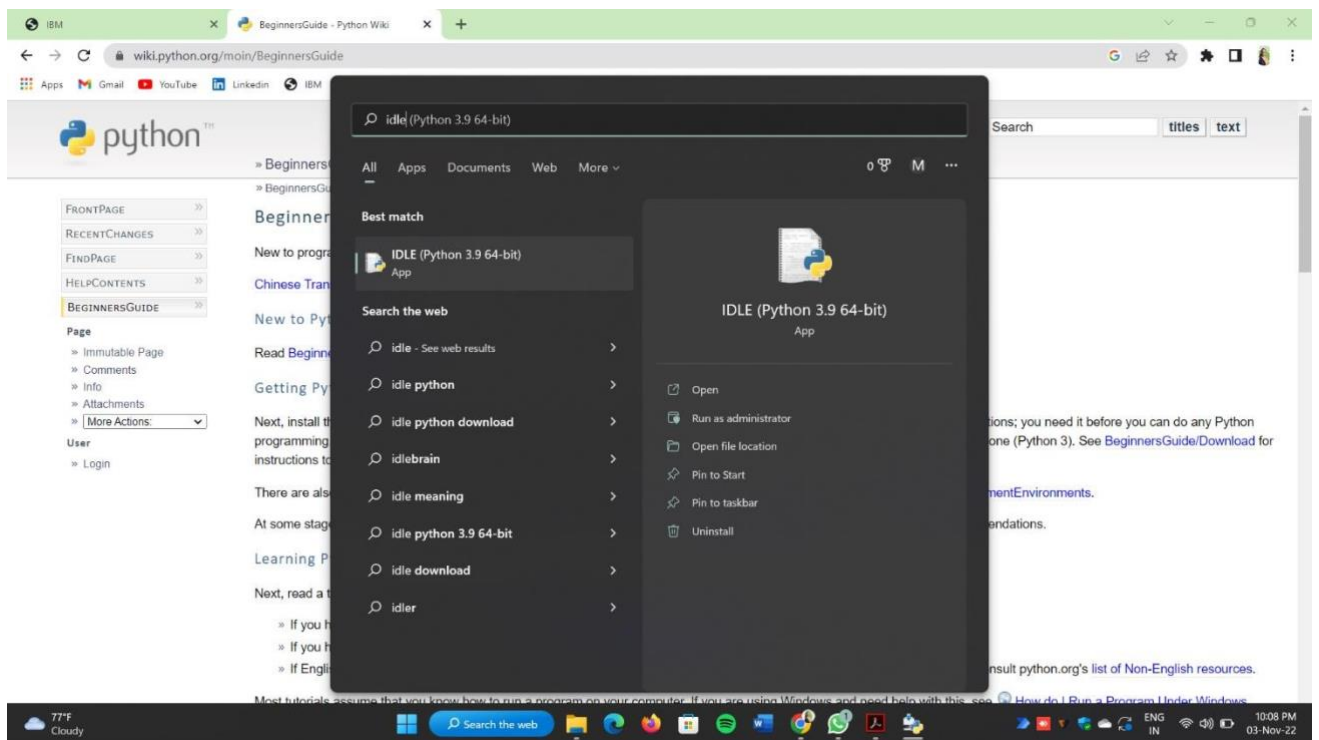 IBM
BeginnersGuide - Python Wiki
wiki.python.org/moin/BeginnersGuide
Apps Gmail YouTube Linkedin IBM
python™
Search titles text
» Beginners
» BeginnersGu
FRONTPAGE
RECENTCHANGES
FINDPAGE
HELPCONTENTS
BEGINNERSGUIDE
Page
» Immutable Page
» Comments
» Info
» Attachments
» More Actions:
User
» Login
Beginner
New to progra
Chinese Tran
New to Pyt
Read Beginne
Getting Py
Next, install th
programming
instructions to
There are als
At some stag
Learning P
Next, read a t
» If you h
» If you h
» If Englis
idle (Python 3.9 64-bit)
All Apps Documents Web More
0 M ...
Best match
IDLE (Python 3.9 64-bit)
App
Search the web
idle - See web results
idle python
idle python download
idlebrain
idle meaning
idle python 3.9 64-bit
idle download
idler
IDLE (Python 3.9 64-bit)
App
Open
Run as administrator
Open file location
Pin to Start
Pin to taskbar
Uninstall
tions; you need it before you can do any Python
one (Python 3). See BeginnersGuide/Download for
mentEnvironments.
endations.
nsult python.org's list of Non-English resources.
Most tutorials assume that you know how to run a program on your computer. If you are using Windows and need help with this, see How do I Run a Program Under Windows
77°F
Cloudy
Search the web
ENG
IN
10:08 PM
03-Nov-22